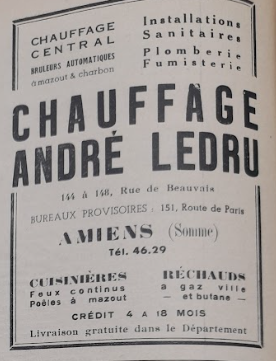 CHAUFFAGE
CENTRAL
BRULEURS AUTOMATIQUES
à mazout & charbon
Installations
Sanitaires
Plomberie
Fumisterie
CHAUFFAGE
ANDRÉ LEDRU
144 à 148, Rue de Beauvais
BUREAUX PROVISOIRES : 151, Route de Paris
AMIENS (Somme)
Tél. 46.29
CUISINIÈRES
Feux continus
Poêles à mazout
RÉCHAUDS
à gaz ville
— et butane —
CRÉDIT 4 A 18 MOIS
Livraison gratuite dans le Département